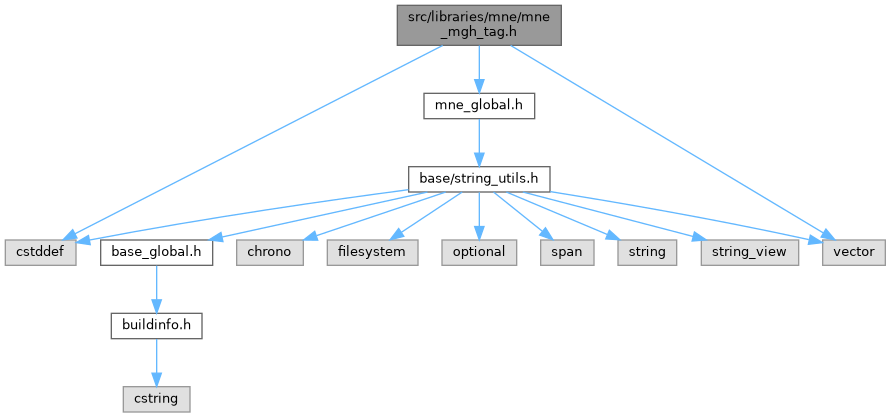 src/libraries/mne/mne
_mgh_tag.h
mne_global.h
base/string_utils.h
cstddef
base_global.h
chrono
filesystem
optional
span
string
string_view
vector
buildinfo.h
cstring